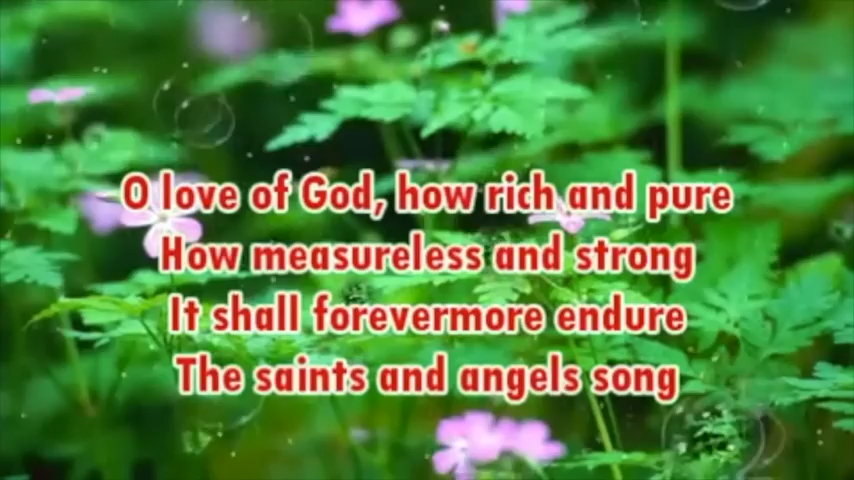 O love of God, how rich and pure
How measureless and strong
It shall forevermore endure
The saints and angels song